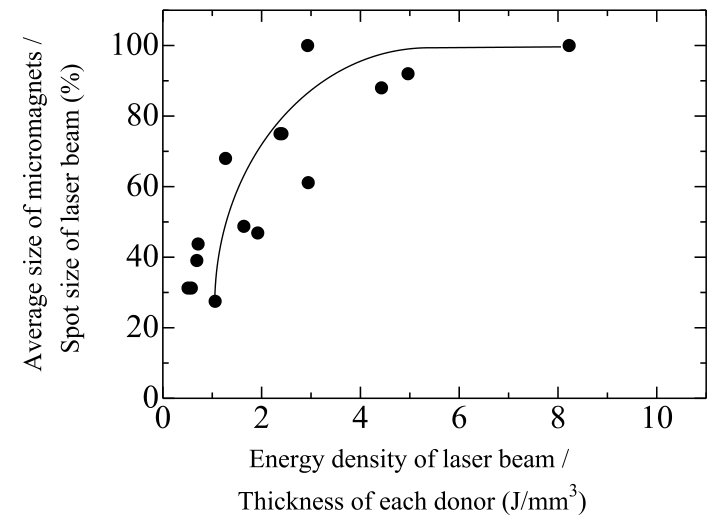 Average size of micromagnets /
Spot size of laser beam (%)
100
80
60
40
20
0
0 2 4 6 8 10
Energy density of laser beam /
Thickness of each donor (J/mm³)